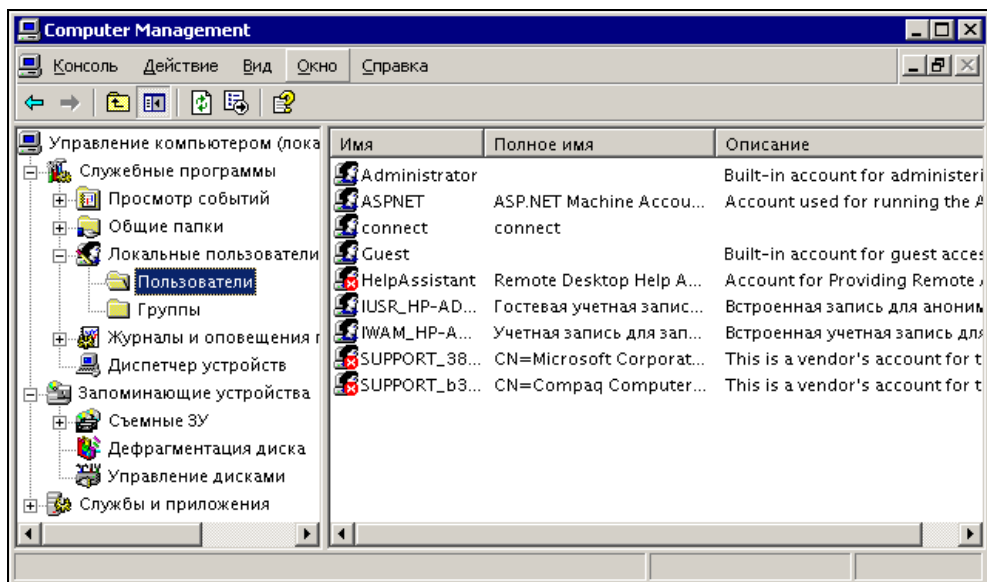 Computer Management
Консоль Действие Вид Окно Справка
Управление компьютером (лока
Служебные программы
Просмотр событий
Общие папки
Локальные пользователи
Пользователи
Группы
Журналы и оповещения п
Диспетчер устройств
Запоминающие устройства
Съемные ЗУ
Дефрагментация диска
Управление дисками
Службы и приложения
Имя Полное имя Описание
Administrator Built-in account for administeri
ASPNET ASP.NET Machine Accou... Account used for running the A
connect connect
Guest Built-in account for guest acces
HelpAssistant Remote Desktop Help A... Account for Providing Remote
IUSR_HP-AD... Гостевая учетная запис... Встроенная запись для аноним
IWAM_HP-A... Учетная запись для зап... Встроенная учетная запись для
SUPPORT_38... CN=Microsoft Corporat... This is a vendor's account for t
SUPPORT_b3... CN=Compaq Computer... This is a vendor's account for t